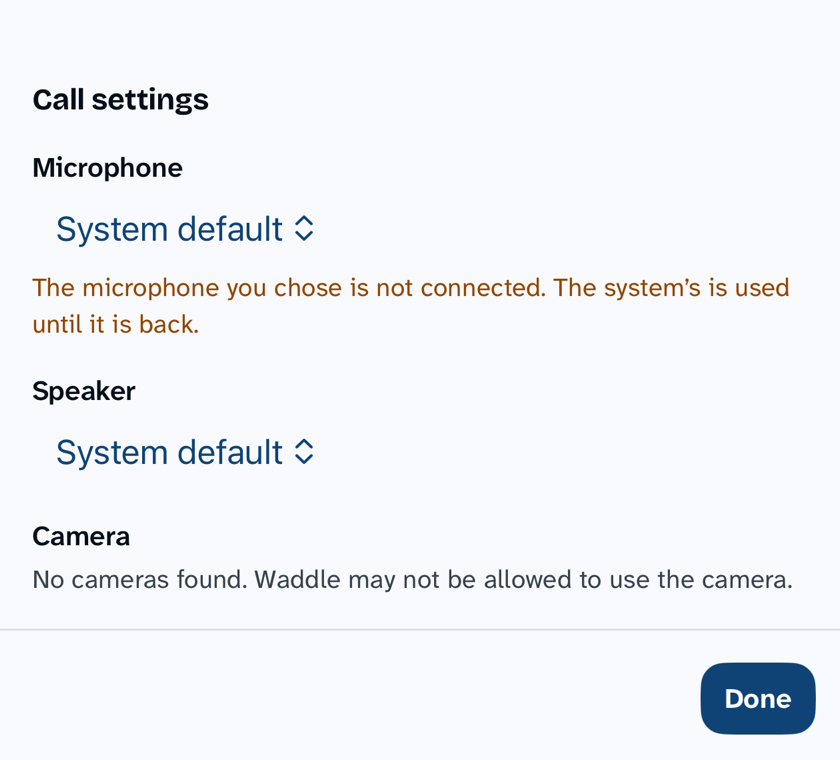 Call settings
Microphone
System default
The microphone you chose is not connected. The system’s is used
until it is back.
Speaker
System default
Camera
No cameras found. Waddle may not be allowed to use the camera.
Done